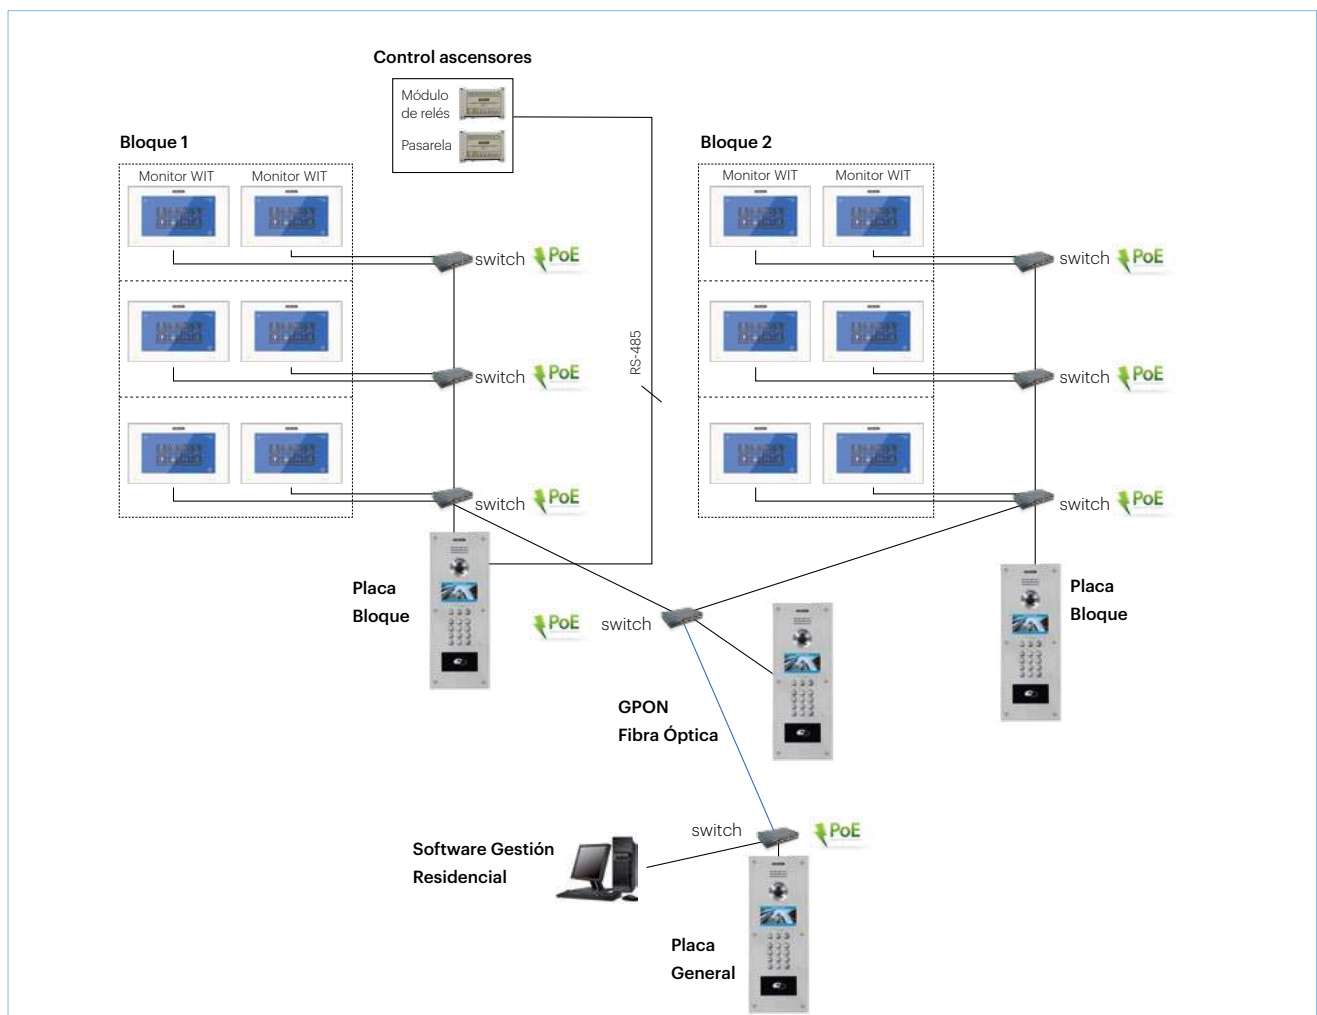 Control ascensores
Módulo
de relés
Pasarela
Bloque 1
Monitor WIT
Monitor WIT
switch
PoE
switch
PoE
switch
PoE
RS-485
Bloque 2
Monitor WIT
Monitor WIT
switch
PoE
switch
PoE
switch
PoE
Placa
Bloque
PoE
switch
Placa
Bloque
GPON
Fibra Óptica
switch
PoE
Software Gestión
Residencial
Placa
General